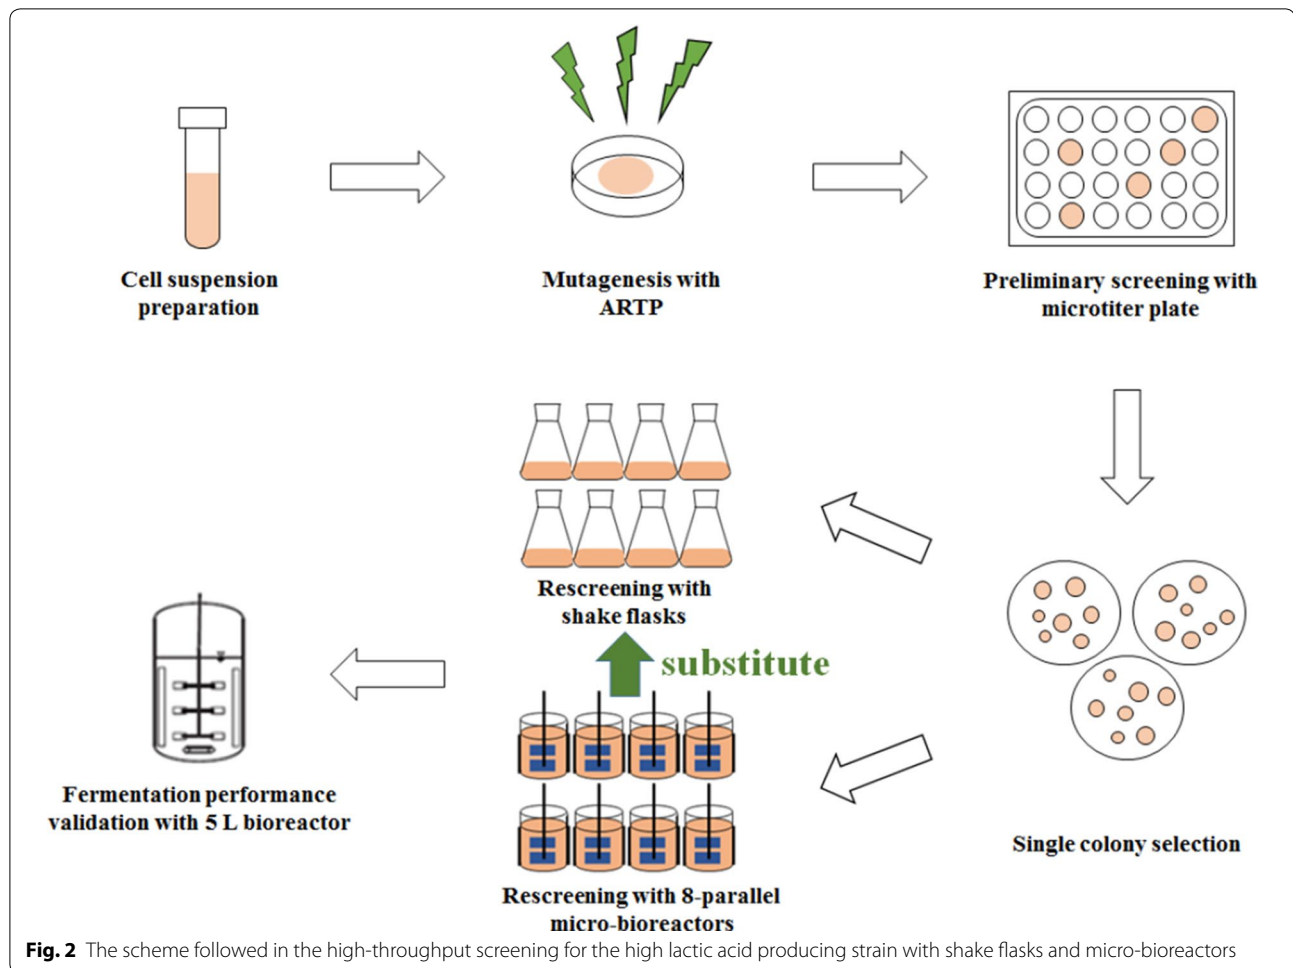 Cell suspension
preparation
Mutagenesis with
ARTP
Preliminary screening with
microtiter plate
Rescreening with
shake flasks
substitute
Fermentation performance
validation with 5 L bioreactor
Single colony selection
Rescreening with 8-parallel
micro-bioreactors
Fig. 2 The scheme followed in the high-throughput screening for the high lactic acid producing strain with shake flasks and micro-bioreactors